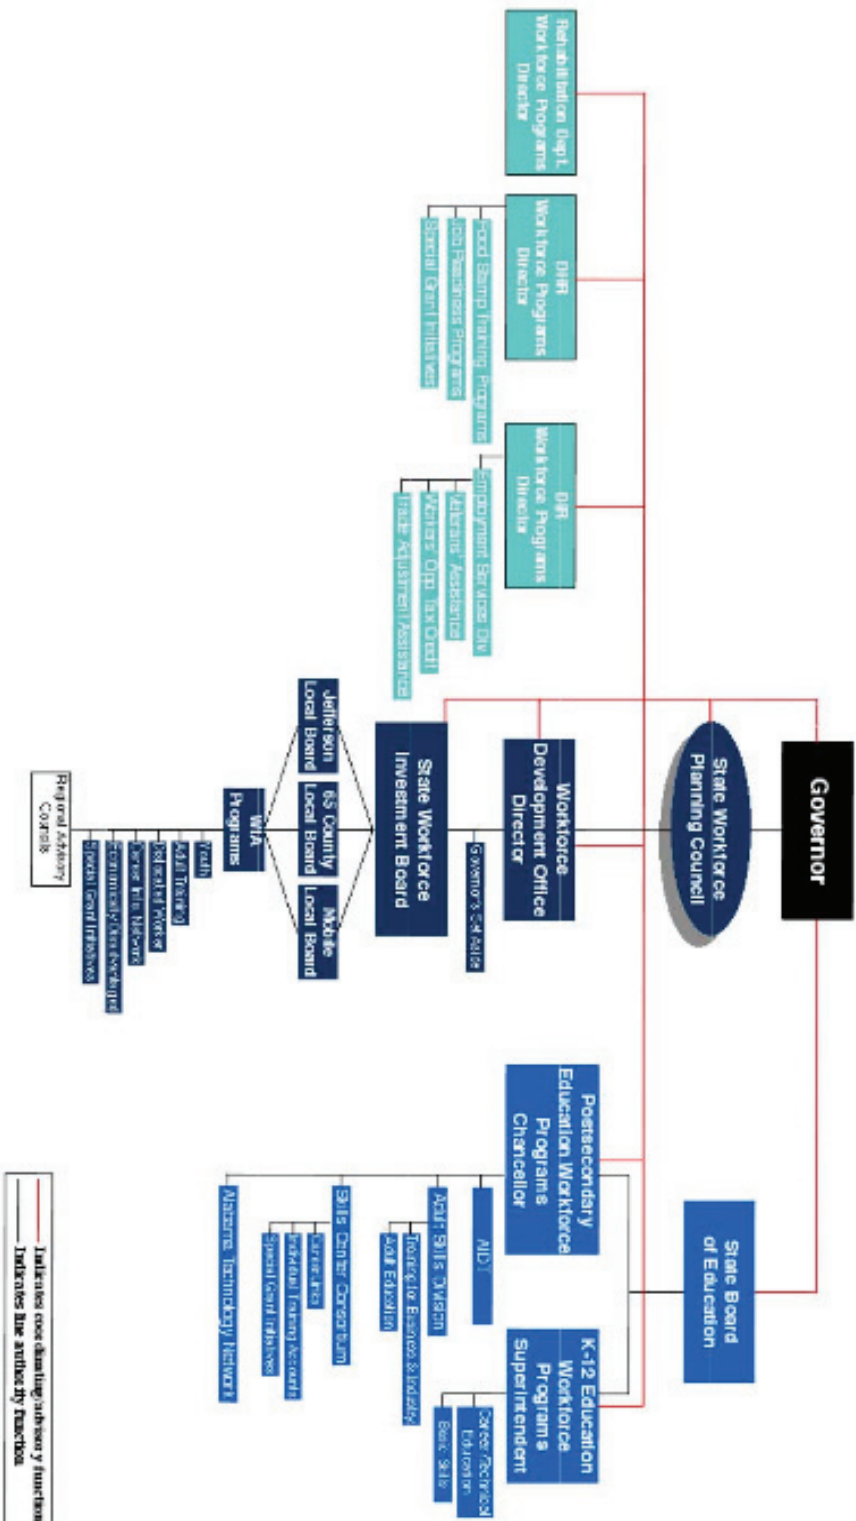 Governor
State Workforce
Planning Council
State Board
of Education
Rehabilitation Dept.
Workforce Programs
Director
DHR
Workforce Programs
Director
Food Stamp Training Programs
Job Readiness Programs
Special Grant Initiatives
DIR
Workforce Programs
Director
Employment Services Div
Veterans' Assistance
Workers' Opp Tax Credit
Trade Adjustment Assistance
Workforce
Development Office
Director
Governor's Set Aside
State Workforce
Investment Board
Jefferson
Local Board
65 County
Local Board
Mobile
Local Board
WIA
Programs
Youth
Adult Training
Dislocated Worker
Career Info Network
Economically Disadvantaged
Special Grant Initiatives
Regional Advisory
Councils
Postsecondary
Education Workforce
Programs
Chancellor
AIDT
Adult Skills Division
Training for Business & Industry
Adult Education
Skills Center Consortium
Career Links
Individual Training Accounts
Special Grant Initiatives
Alabama Technology Network
K-12 Education
Workforce
Programs
Superintendent
Career/Technical
Education
Basic Skills
Indicates coordinating/advisory function
Indicates line authority function